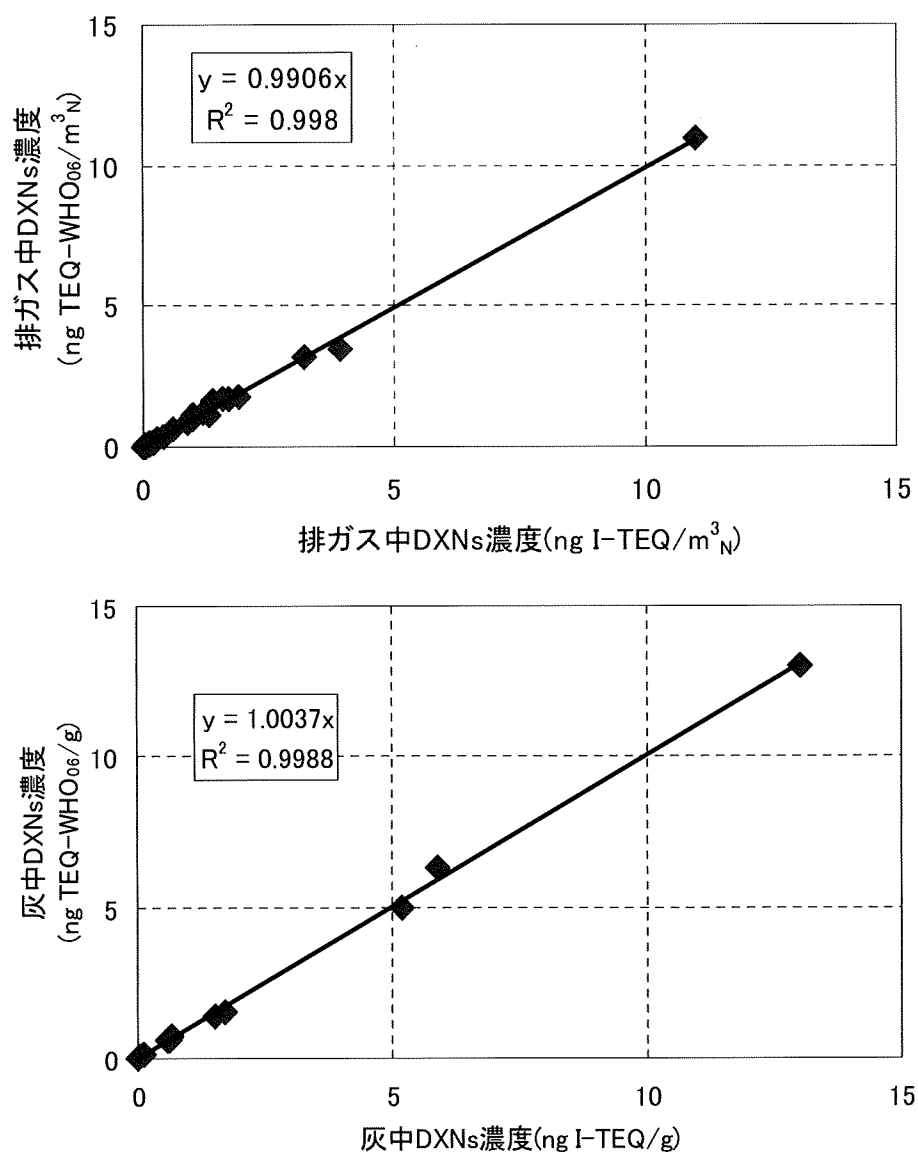 排ガス中DXNs濃度
(ng TEQ-WHO₀₆/m³N)
15
10
5
0
y = 0.9906x
R² = 0.998
0 5 10 15
排ガス中DXNs濃度(ng I-TEQ/m³N)
灰中DXNs濃度
(ng TEQ-WHO₀₆/g)
15
10
5
0
y = 1.0037x
R² = 0.9988
0 5 10 15
灰中DXNs濃度(ng I-TEQ/g)